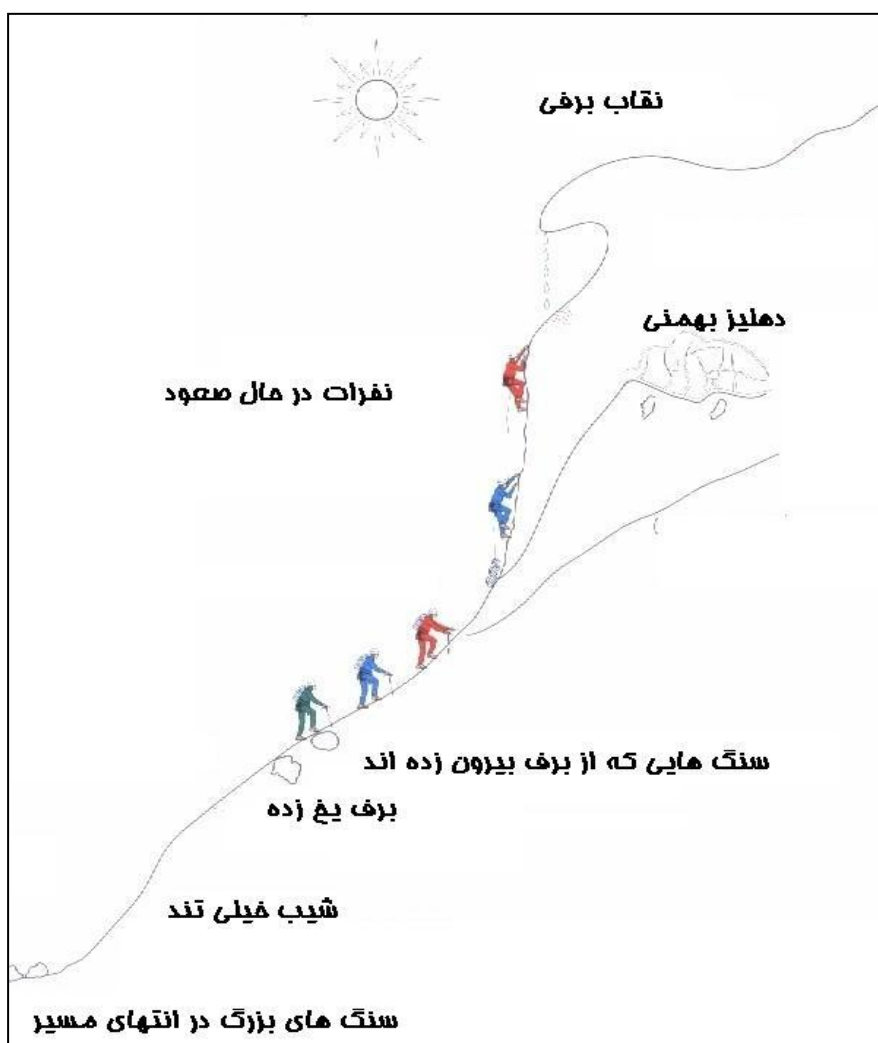 نقاب برفی
دهلیز بهمنی
نفرات در حال صعود
سنگ هایی که از برف بیرون زده اند
برف یخ زده
شیب خیلی تند
سنگ های بزرگ در انتهای مسیر